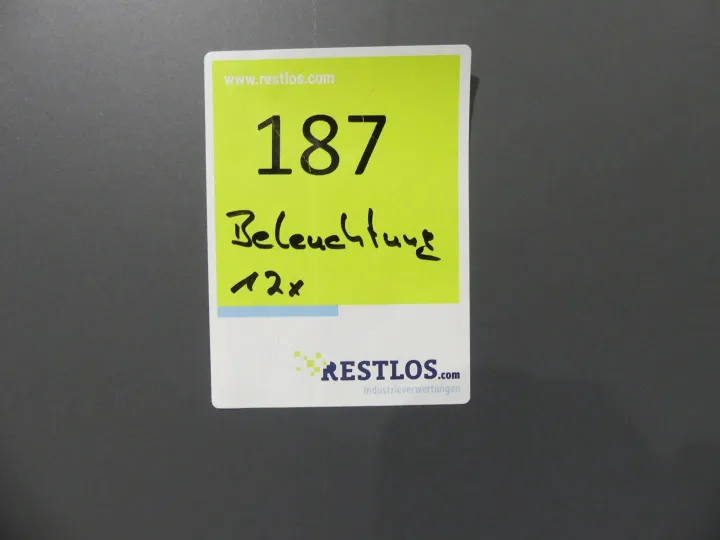 www.restlos.com
187
Beleuchtung
12x
RESTLOS.com
Industrieverwertungen